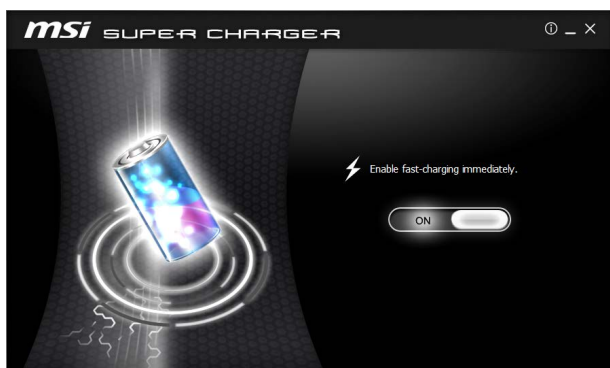 msi SUPER CHARGER
Enable fast-charging immediately.
ON